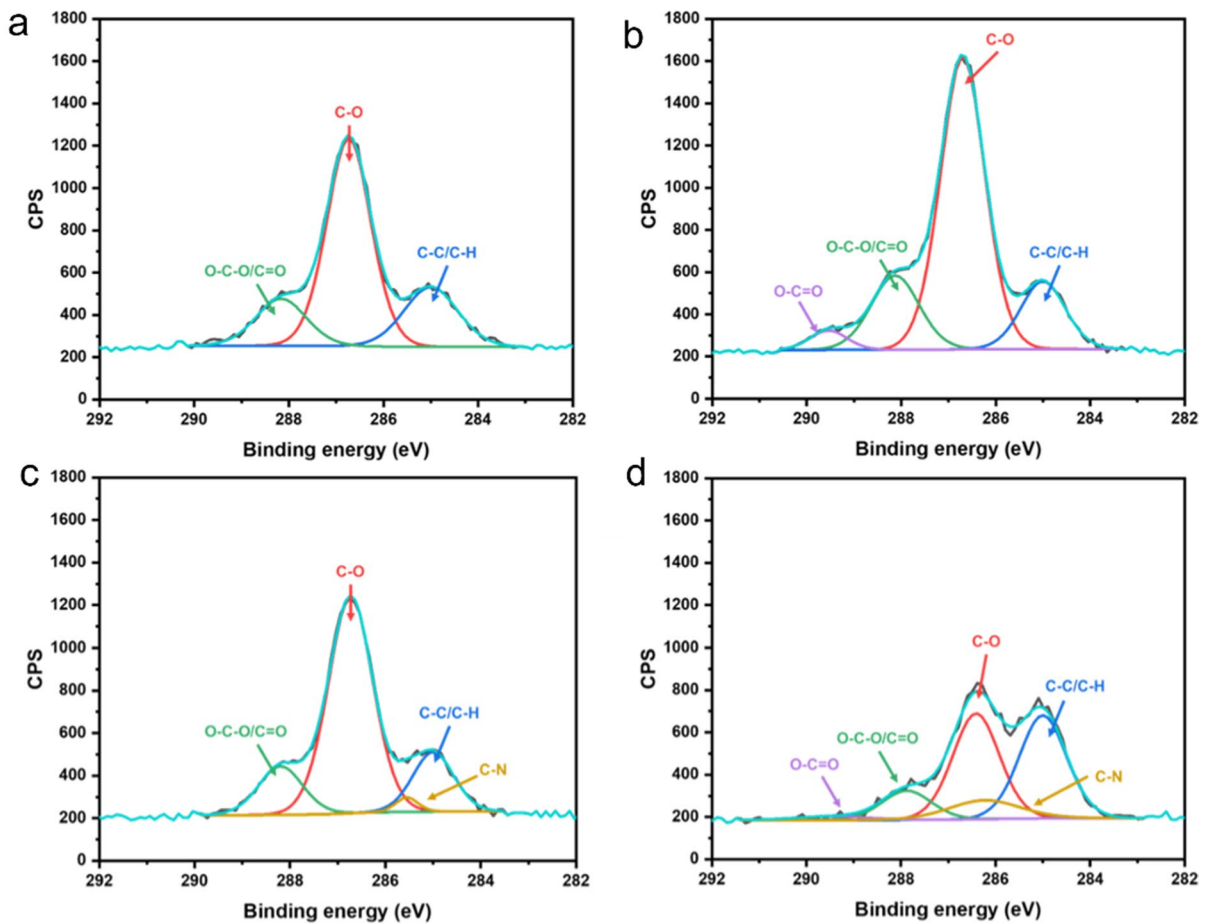 a
1800
1600
1400
1200
1000
800
600
400
200
0
CPS
C-O
O-C-O/C=O
C-C/C-H
292 290 288 286 284 282
Binding energy (eV)
b
1800
1600
1400
1200
1000
800
600
400
200
0
CPS
C-O
O-C-O/C=O
C-C/C-H
O-C=O
292 290 288 286 284 282
Binding energy (eV)
c
1800
1600
1400
1200
1000
800
600
400
200
0
CPS
C-O
O-C-O/C=O
C-C/C-H
C-N
292 290 288 286 284 282
Binding energy (eV)
d
1800
1600
1400
1200
1000
800
600
400
200
0
CPS
C-O
C-C/C-H
O-C-O/C=O
O-C=O
C-N
292 290 288 286 284 282
Binding energy (eV)